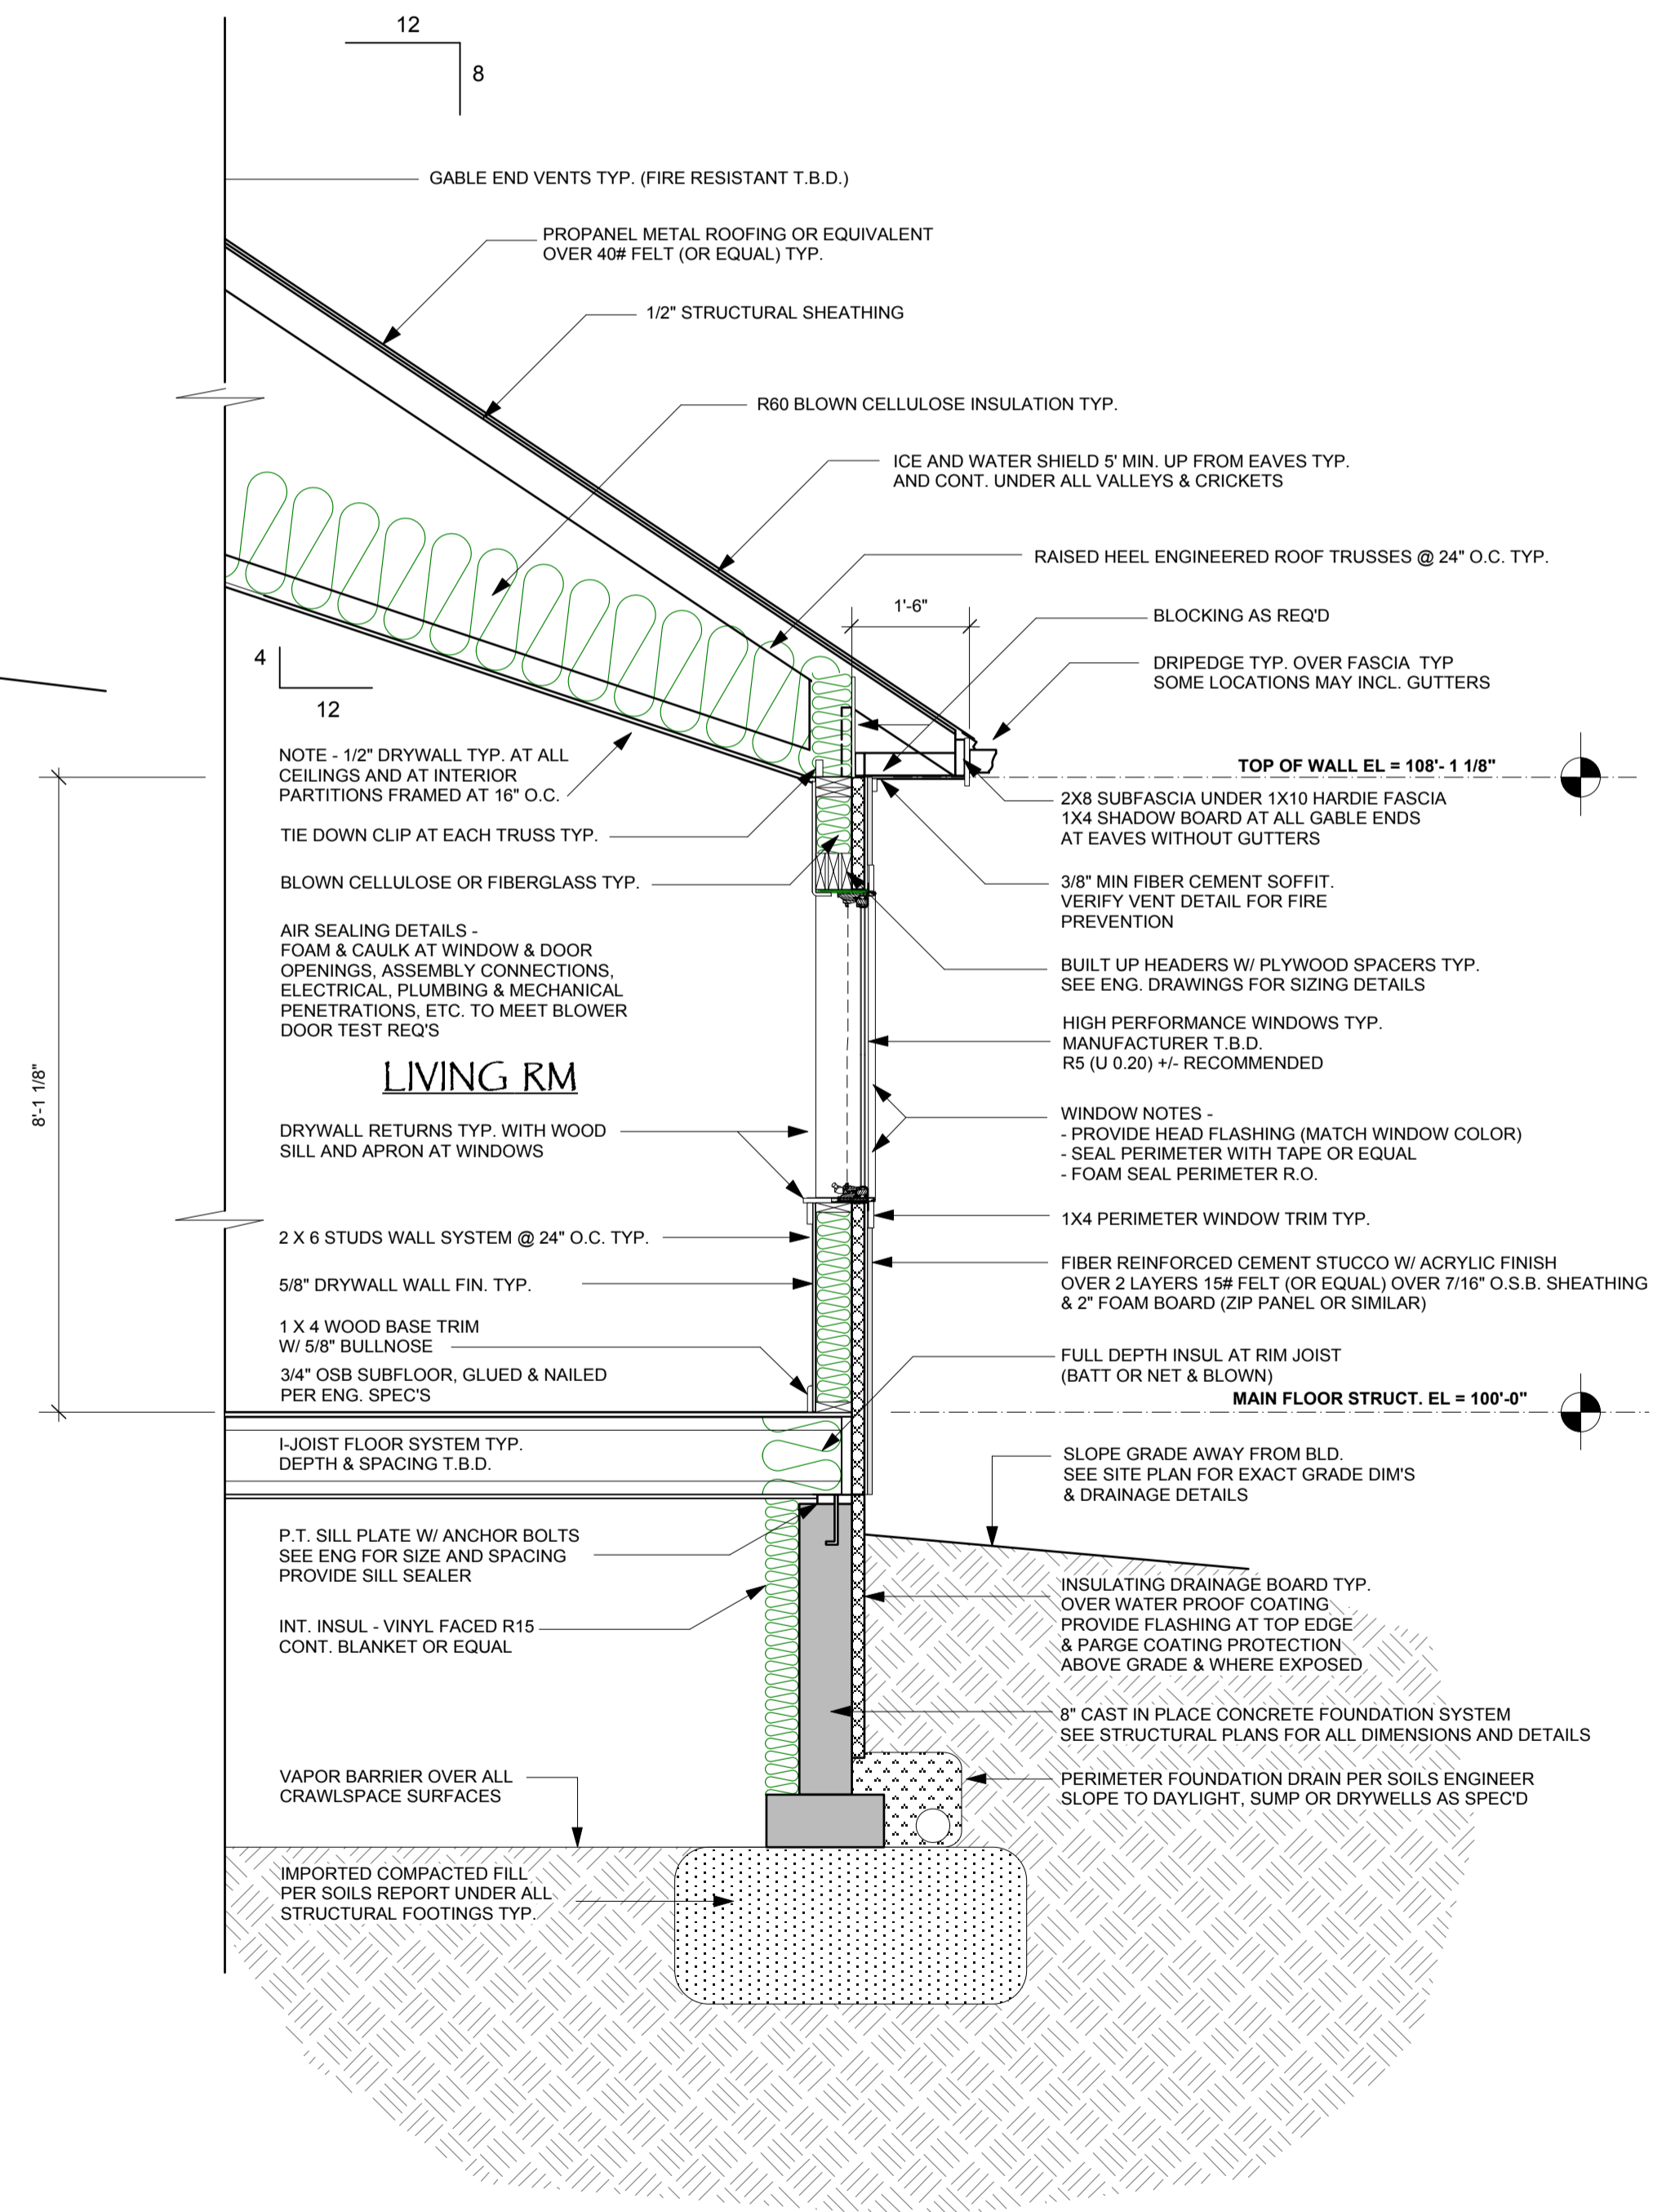 12
8
GABLE END VENTS TYP. (FIRE RESISTANT T.B.D.)
PROPANEL METAL ROOFING OR EQUIVALENT
OVER 40# FELT (OR EQUAL) TYP.
1/2" STRUCTURAL SHEATHING
R60 BLOWN CELLULOSE INSULATION TYP.
ICE AND WATER SHIELD 5' MIN. UP FROM EAVES TYP.
AND CONT. UNDER ALL VALLEYS & CRICKETS
RAISED HEEL ENGINEERED ROOF TRUSSES @ 24" O.C. TYP.
1'-6"
BLOCKING AS REQ'D
DRIPEDGE TYP. OVER FASCIA TYP
SOME LOCATIONS MAY INCL. GUTTERS
4
12
NOTE - 1/2" DRYWALL TYP. AT ALL
CEILINGS AND AT INTERIOR
PARTITIONS FRAMED AT 16" O.C.
TOP OF WALL EL = 108'- 1 1/8"
2X8 SUBFASCIA UNDER 1X10 HARDIE FASCIA
1X4 SHADOW BOARD AT ALL GABLE ENDS
AT EAVES WITHOUT GUTTERS
TIE DOWN CLIP AT EACH TRUSS TYP.
BLOWN CELLULOSE OR FIBERGLASS TYP.
3/8" MIN FIBER CEMENT SOFFIT.
VERIFY VENT DETAIL FOR FIRE
PREVENTION
AIR SEALING DETAILS -
FOAM & CAULK AT WINDOW & DOOR
OPENINGS, ASSEMBLY CONNECTIONS,
ELECTRICAL, PLUMBING & MECHANICAL
PENETRATIONS, ETC. TO MEET BLOWER
DOOR TEST REQ'S
BUILT UP HEADERS W/ PLYWOOD SPACERS TYP.
SEE ENG. DRAWINGS FOR SIZING DETAILS
HIGH PERFORMANCE WINDOWS TYP.
MANUFACTURER T.B.D.
R5 (U 0.20) +/- RECOMMENDED
LIVING RM
8'-1 1/8"
DRYWALL RETURNS TYP. WITH WOOD
SILL AND APRON AT WINDOWS
WINDOW NOTES -
- PROVIDE HEAD FLASHING (MATCH WINDOW COLOR)
- SEAL PERIMETER WITH TAPE OR EQUAL
- FOAM SEAL PERIMETER R.O.
1X4 PERIMETER WINDOW TRIM TYP.
2 X 6 STUDS WALL SYSTEM @ 24" O.C. TYP.
FIBER REINFORCED CEMENT STUCCO W/ ACRYLIC FINISH
OVER 2 LAYERS 15# FELT (OR EQUAL) OVER 7/16" O.S.B. SHEATHING
& 2" FOAM BOARD (ZIP PANEL OR SIMILAR)
5/8" DRYWALL WALL FIN. TYP.
1 X 4 WOOD BASE TRIM
W/ 5/8" BULLNOSE
3/4" OSB SUBFLOOR, GLUED & NAILED
PER ENG. SPEC'S
FULL DEPTH INSUL AT RIM JOIST
(BATT OR NET & BLOWN)
MAIN FLOOR STRUCT. EL = 100'-0"
I-JOIST FLOOR SYSTEM TYP.
DEPTH & SPACING T.B.D.
SLOPE GRADE AWAY FROM BLD.
SEE SITE PLAN FOR EXACT GRADE DIM'S
& DRAINAGE DETAILS
P.T. SILL PLATE W/ ANCHOR BOLTS
SEE ENG FOR SIZE AND SPACING
PROVIDE SILL SEALER
INSULATING DRAINAGE BOARD TYP.
OVER WATER PROOF COATING
PROVIDE FLASHING AT TOP EDGE
& PARGE COATING PROTECTION
ABOVE GRADE & WHERE EXPOSED
INT. INSUL - VINYL FACED R15
CONT. BLANKET OR EQUAL
8" CAST IN PLACE CONCRETE FOUNDATION SYSTEM
SEE STRUCTURAL PLANS FOR ALL DIMENSIONS AND DETAILS
VAPOR BARRIER OVER ALL
CRAWLSPACE SURFACES
PERIMETER FOUNDATION DRAIN PER SOILS ENGINEER
SLOPE TO DAYLIGHT, SUMP OR DRYWELLS AS SPEC'D
IMPORTED COMPACTED FILL
PER SOILS REPORT UNDER ALL
STRUCTURAL FOOTINGS TYP.